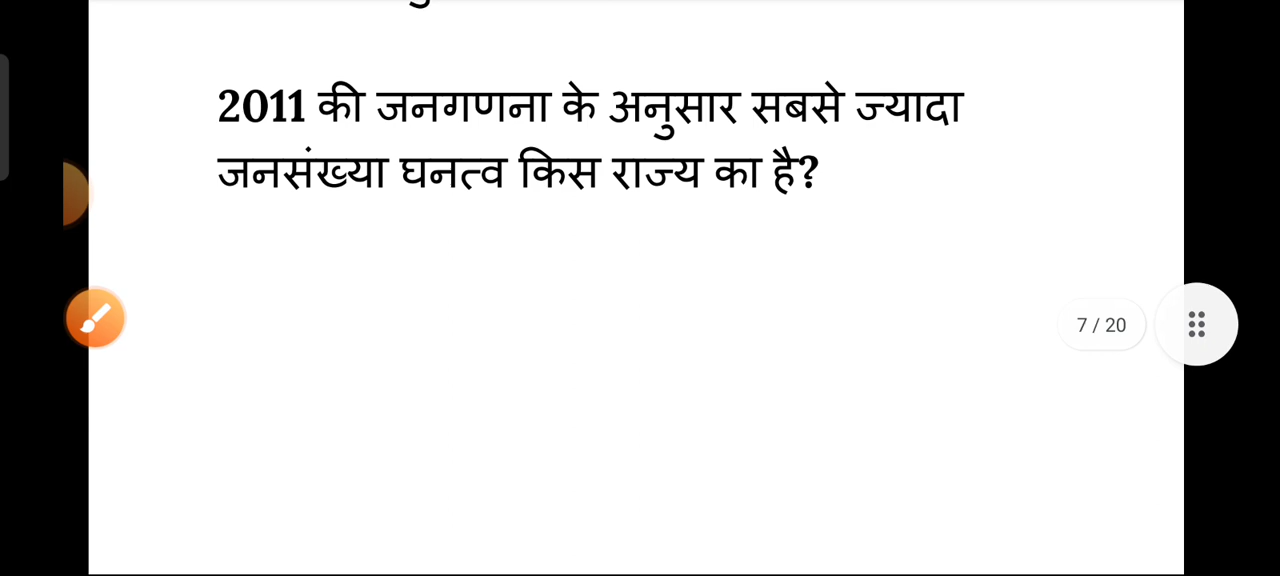 2011 की जनगणना के अनुसार सबसे ज्यादा
जनसंख्या घनत्व किस राज्य का है?
7 / 20